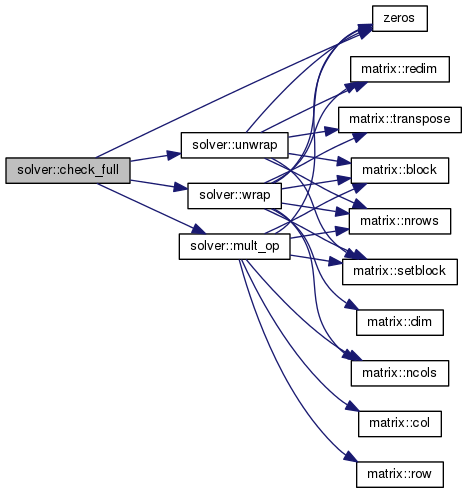 zeros
matrix::redim
matrix::transpose
solver::unwrap
solver::check_full
matrix::block
solver::wrap
matrix::nrows
solver::mult_op
matrix::setblock
matrix::dim
matrix::ncols
matrix::col
matrix::row